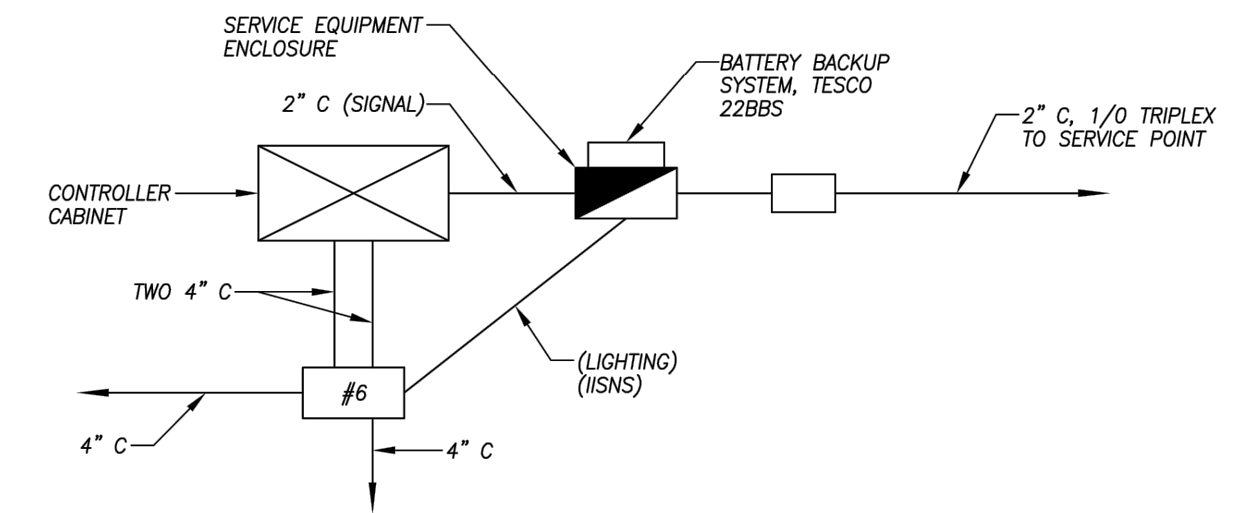 SERVICE EQUIPMENT
ENCLOSURE
BATTERY BACKUP
SYSTEM, TESCO
22BBS
2" C (SIGNAL)
2" C, 1/0 TRIPLEX
TO SERVICE POINT
CONTROLLER
CABINET
TWO 4" C
(LIGHTING)
(IISNS)
#6
4" C
4" C